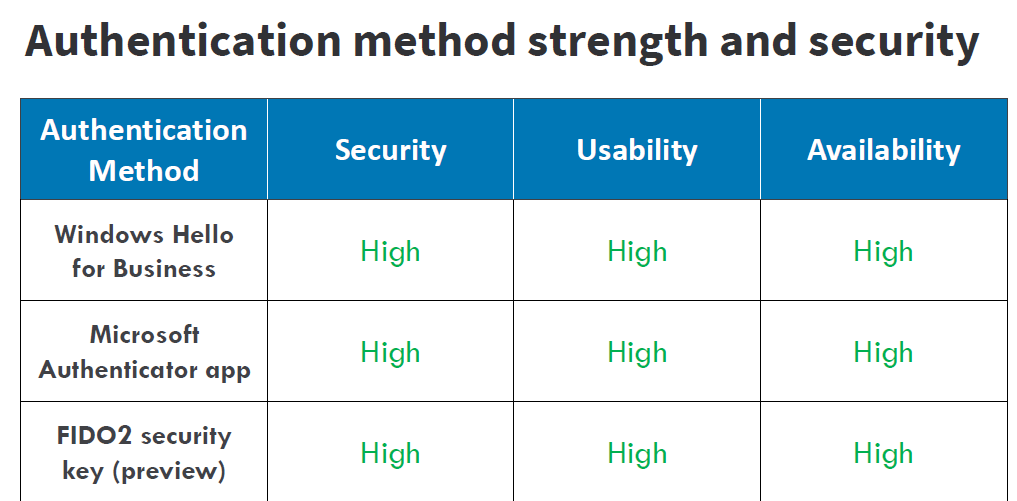 Authentication method strength and security
Authentication
Method
Security
Usability
Availability
Windows Hello
for Business
High
High
High
Microsoft
Authenticator app
High
High
High
FIDO2 security
key (preview)
High
High
High